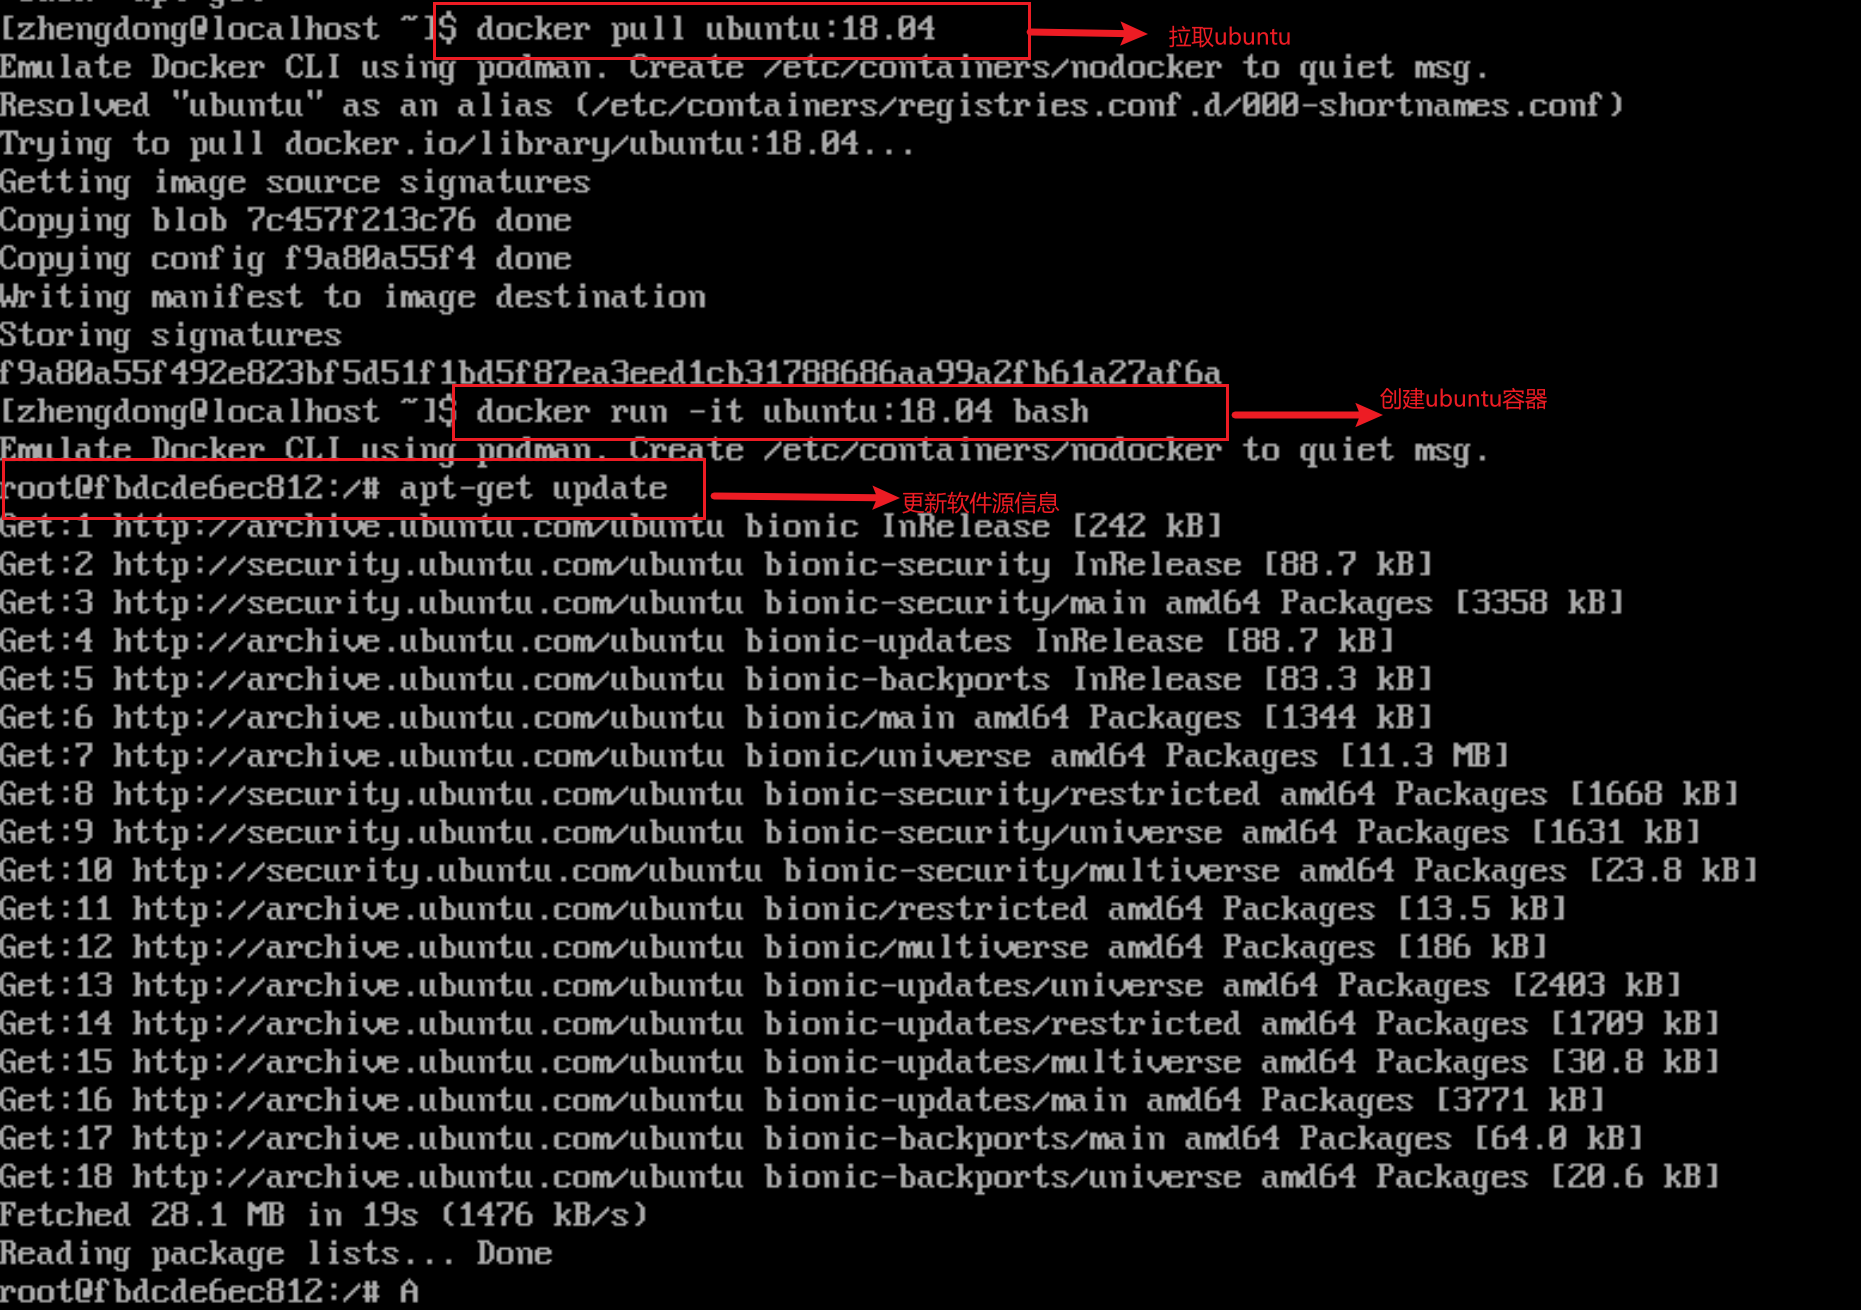 [zhengdong@localhost ~]$ docker pull ubuntu:18.04
拉取ubuntu
Emulate Docker CLI using podman. Create /etc/containers/nodocker to quiet msg.
Resolved "ubuntu" as an alias (/etc/containers/registries.conf.d/000-shortnames.conf)
Trying to pull docker.io/library/ubuntu:18.04...
Getting image source signatures
Copying blob 7c457f213c76 done
Copying config f9a80a55f4 done
Writing manifest to image destination
Storing signatures
f9a80a55f492e823bf5d51f1bd5f87ea3eed1cb31788686aa99a2fb61a27af6a
[zhengdong@localhost ~]$ docker run -it ubuntu:18.04 bash
创建ubuntu容器
Emulate Docker CLI using podman. Create /etc/containers/nodocker to quiet msg.
root@fbdcde6ec812:/# apt-get update
更新软件源信息
Get:1 http://archive.ubuntu.com/ubuntu bionic InRelease [242 kB]
Get:2 http://security.ubuntu.com/ubuntu bionic-security InRelease [88.7 kB]
Get:3 http://security.ubuntu.com/ubuntu bionic-security/main amd64 Packages [3358 kB]
Get:4 http://archive.ubuntu.com/ubuntu bionic-updates InRelease [88.7 kB]
Get:5 http://archive.ubuntu.com/ubuntu bionic-backports InRelease [83.3 kB]
Get:6 http://archive.ubuntu.com/ubuntu bionic/main amd64 Packages [1344 kB]
Get:7 http://archive.ubuntu.com/ubuntu bionic/universe amd64 Packages [11.3 MB]
Get:8 http://security.ubuntu.com/ubuntu bionic-security/restricted amd64 Packages [1668 kB]
Get:9 http://security.ubuntu.com/ubuntu bionic-security/universe amd64 Packages [1631 kB]
Get:10 http://security.ubuntu.com/ubuntu bionic-security/multiverse amd64 Packages [23.8 kB]
Get:11 http://archive.ubuntu.com/ubuntu bionic/restricted amd64 Packages [13.5 kB]
Get:12 http://archive.ubuntu.com/ubuntu bionic/multiverse amd64 Packages [186 kB]
Get:13 http://archive.ubuntu.com/ubuntu bionic-updates/universe amd64 Packages [2403 kB]
Get:14 http://archive.ubuntu.com/ubuntu bionic-updates/restricted amd64 Packages [1709 kB]
Get:15 http://archive.ubuntu.com/ubuntu bionic-updates/multiverse amd64 Packages [30.8 kB]
Get:16 http://archive.ubuntu.com/ubuntu bionic-updates/main amd64 Packages [3771 kB]
Get:17 http://archive.ubuntu.com/ubuntu bionic-backports/main amd64 Packages [64.0 kB]
Get:18 http://archive.ubuntu.com/ubuntu bionic-backports/universe amd64 Packages [20.6 kB]
Fetched 28.1 MB in 19s (1476 kB/s)
Reading package lists... Done
root@fbdcde6ec812:/# A